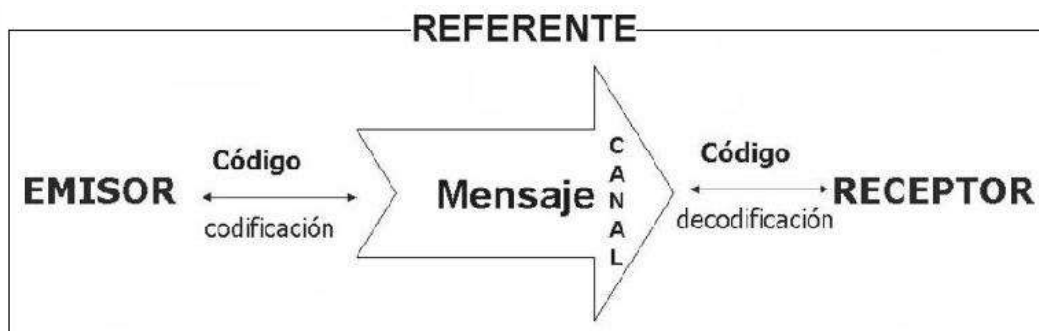 REFERENTE
EMISOR
Código
codificación
Mensaje
CANAL
Código
decodificación
RECEPTOR